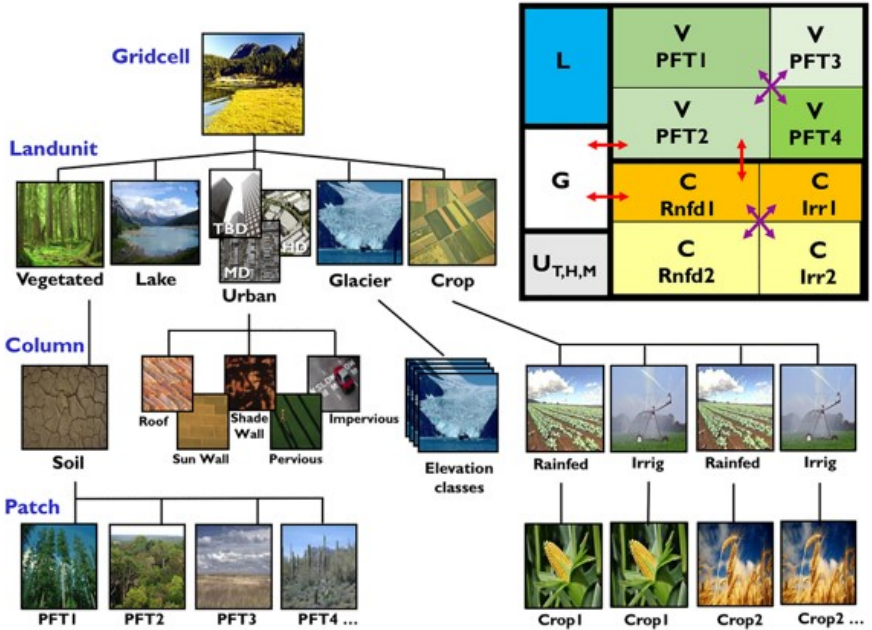 Gridcell
Landunit
TBD
HD
MD
Vegetated
Lake
Urban
Glacier
Crop
Column
Roof
Sun Wall
Shade
Wall
Pervious
Impervious
Soil
Elevation
classes
Rainfed
Irrig
Rainfed
Irrig
Patch
PFT1
PFT2
PFT3
PFT4 ...
Crop1
Crop1
Crop2
Crop2 ...
L
G
U T,H,M
V
PFT1
V
PFT3
V
PFT2
V
PFT4
C
Rnfd1
C
Irr1
C
Rnfd2
C
Irr2